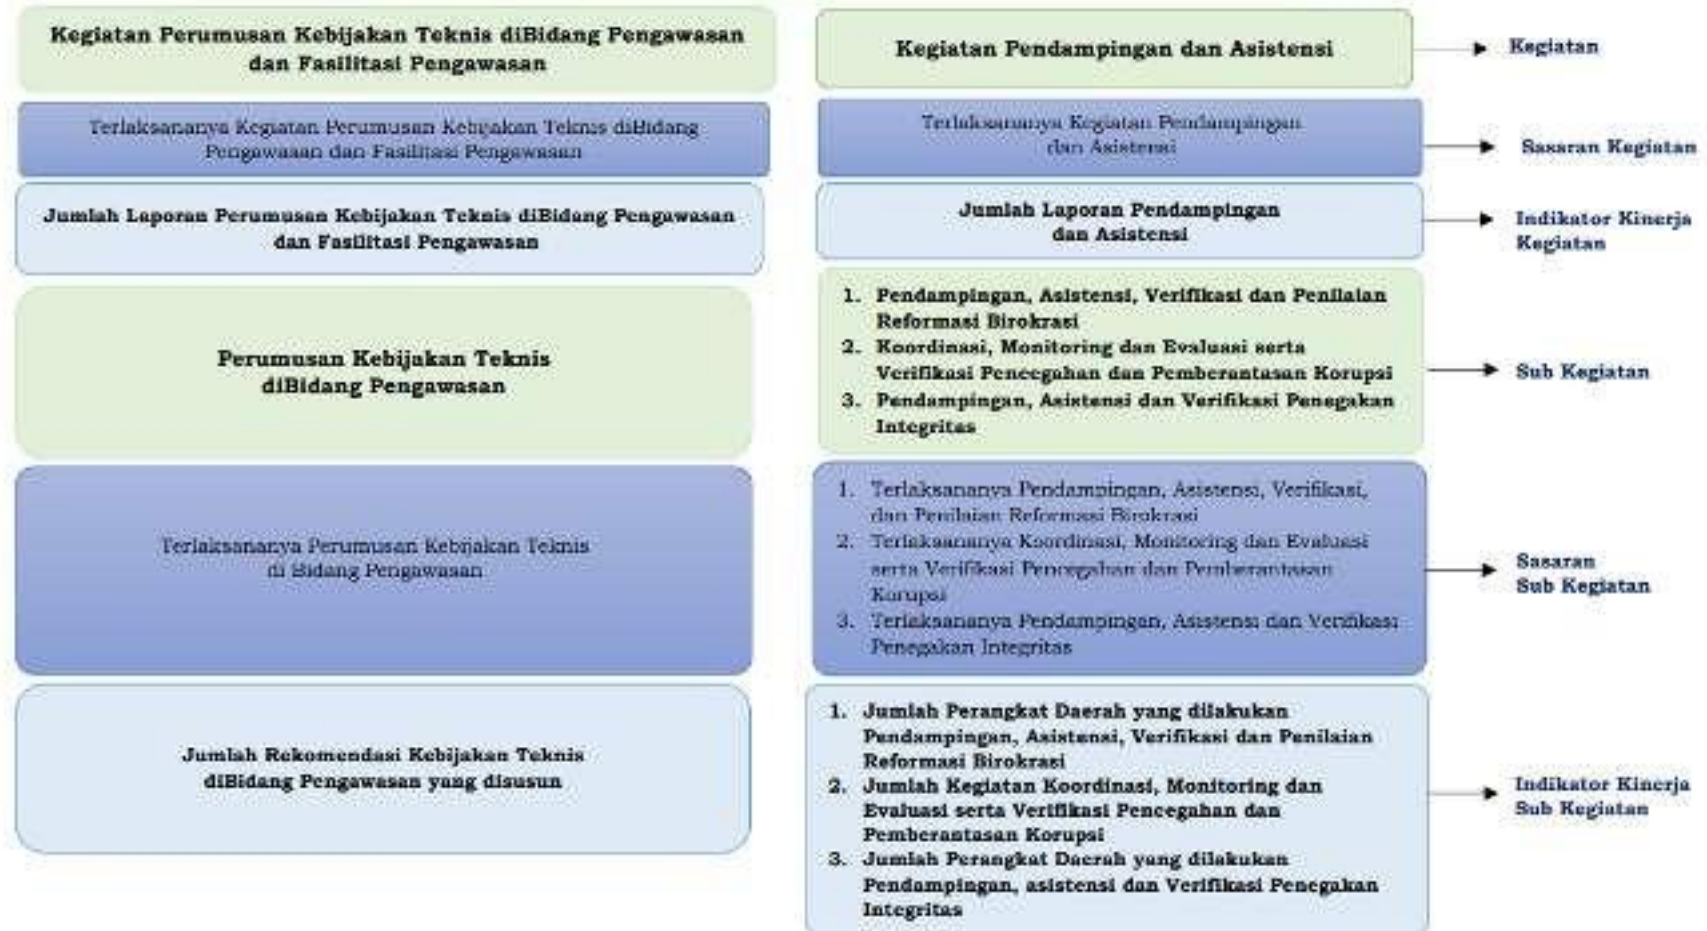 Kegiatan Perumusan Kebijakan Teknis diBidang Pengawasan
dan Fasilitasi Pengawasan
Kegiatan Pendampingan dan Asistensi
Kegiatan
Terlaksananya Kegiatan Perumusan Kebijakan Teknis diBidang
Pengawasan dan Fasilitasi Pengawasan
Terlaksananya Kegiatan Pendampingan
dan Asistensi
Sasaran Kegiatan
Jumlah Laporan Perumusan Kebijakan Teknis diBidang Pengawasan
dan Fasilitasi Pengawasan
Jumlah Laporan Pendampingan
dan Asistensi
Indikator Kinerja
Kegiatan
Perumusan Kebijakan Teknis
diBidang Pengawasan
1. Pendampingan, Asistensi, Verifikasi dan Penilaian
Reformasi Birokrasi
2. Koordinasi, Monitoring dan Evaluasi serta
Verifikasi Pencegahan dan Pemberantasan Korupsi
3. Pendampingan, Asistensi dan Verifikasi Penegakan
Integritas
Sub Kegiatan
Terlaksananya Perumusan Kebijakan Teknis
di Bidang Pengawasan
1. Terlaksananya Pendampingan, Asistensi, Verifikasi,
dan Penilaian Reformasi Birokrasi
2. Terlaksananya Koordinasi, Monitoring dan Evaluasi
serta Verifikasi Pencegahan dan Pemberantasan
Korupsi
3. Terlaksananya Pendampingan, Asistensi dan Verifikasi
Penegakan Integritas
Sasaran
Sub Kegiatan
Jumlah Rekomendasi Kebijakan Teknis
diBidang Pengawasan yang disusun
1. Jumlah Perangkat Daerah yang dilakukan
Pendampingan, Asistensi, Verifikasi dan Penilaian
Reformasi Birokrasi
2. Jumlah Kegiatan Koordinasi, Monitoring dan
Evaluasi serta Verifikasi Pencegahan dan
Pemberantasan Korupsi
3. Jumlah Perangkat Daerah yang dilakukan
Pendampingan, asistensi dan Verifikasi Penegakan
Integritas
Indikator Kinerja
Sub Kegiatan